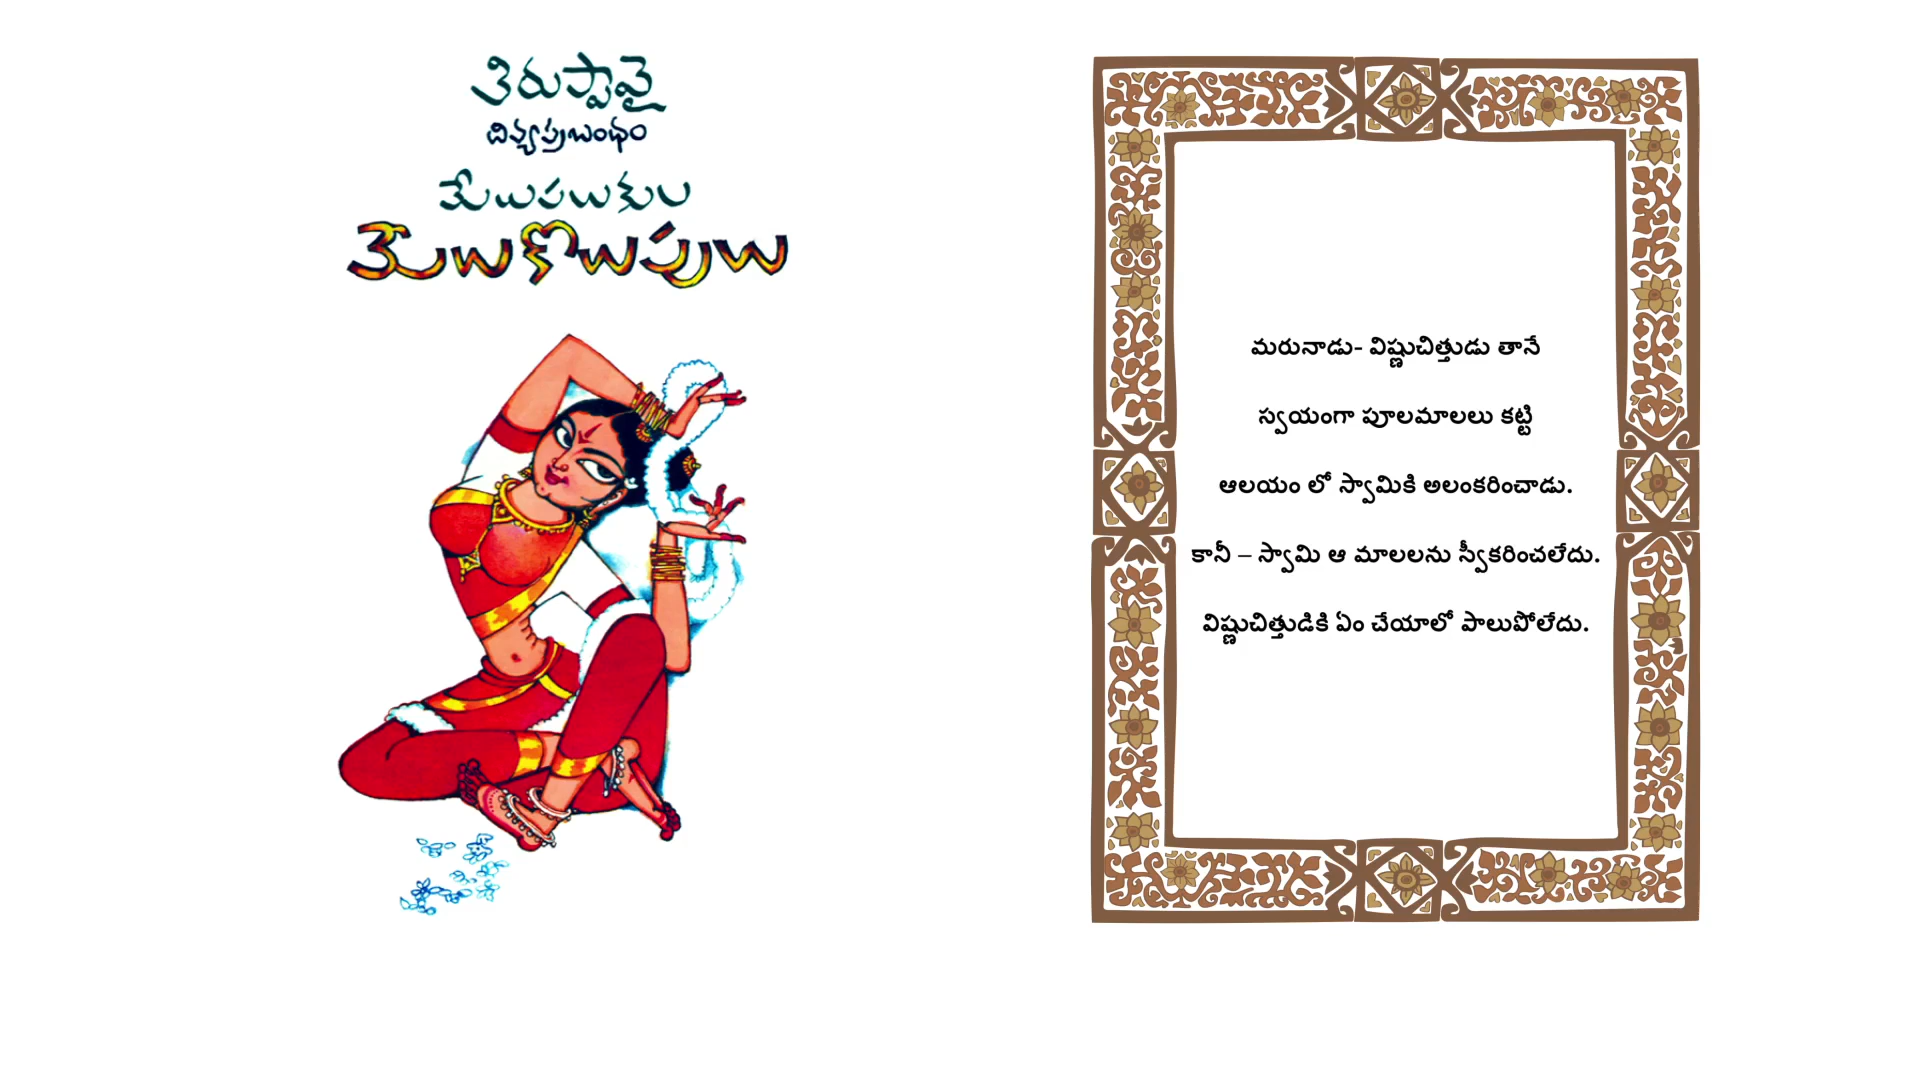 తిరుప్పావై
దివ్యప్రబంధం
మేలుపలుకుల
మేలుకొలుపులు
మరునాడు- విష్ణుచిత్తుడు తానే
స్వయంగా పూలమాలలు కట్టి
ఆలయం లో స్వామికి అలంకరించాడు.
కానీ – స్వామి ఆ మాలలను స్వీకరించలేదు.
విష్ణుచిత్తుడికి ఏం చేయాలో పాలుపోలేదు.